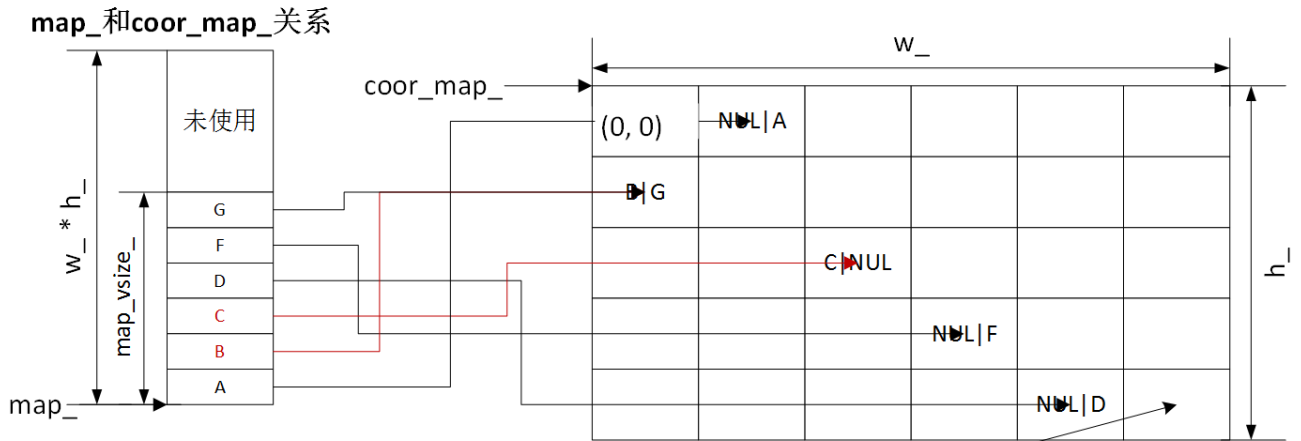 map_和coor_map_关系
w_
coor_map_
未使用
(0, 0)
NUL|A
w_ * h_
B|G
G
F
map_vsize_
D
C|NUL
h_
C
NUL|F
B
A
map_
NUL|D